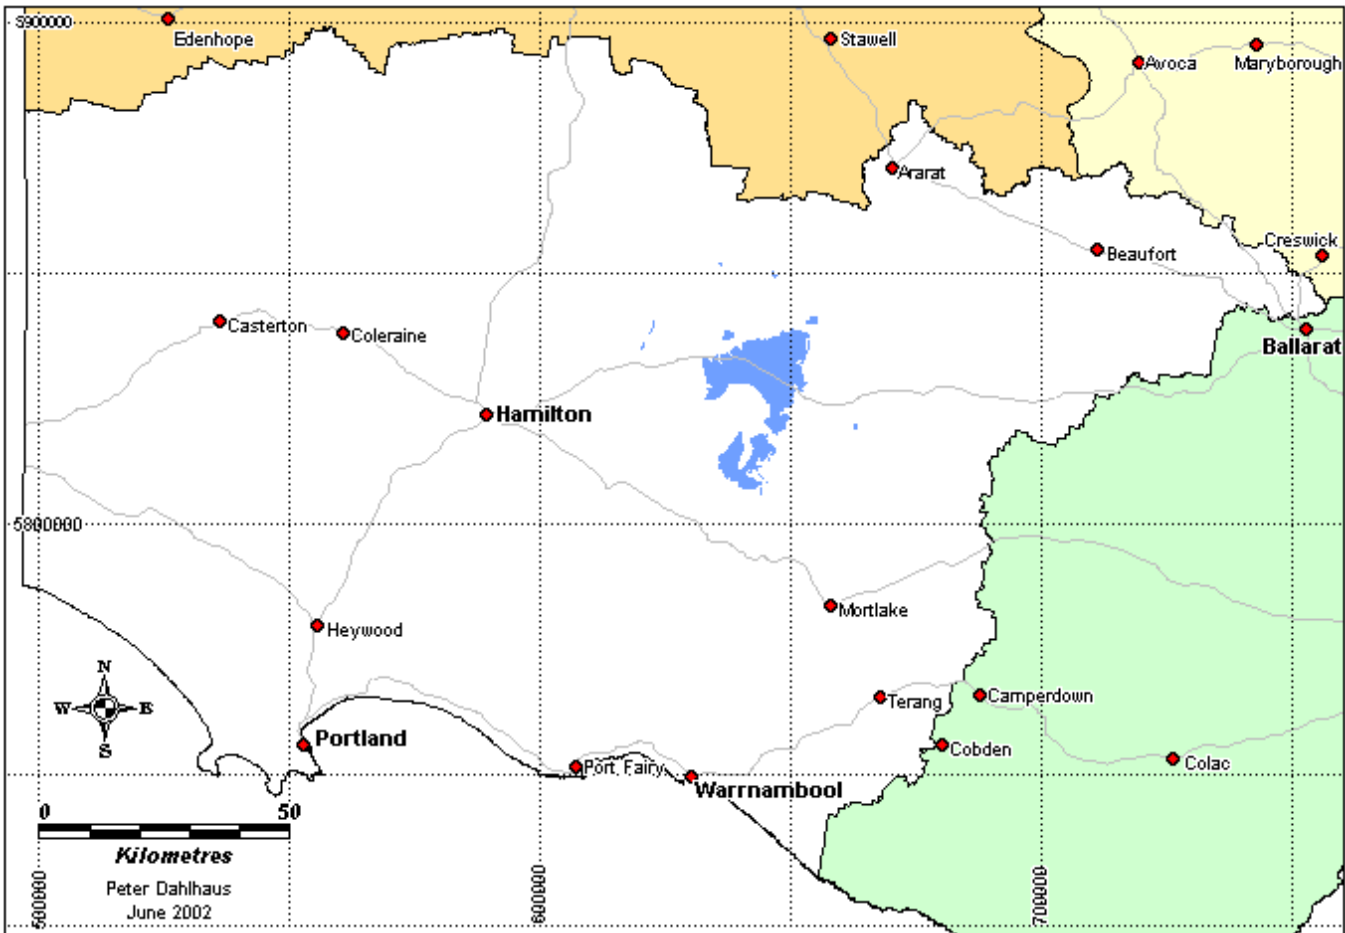 5900000
Edenhope
Stawell
Avoca
Maryborough
Ararat
Creswick
Beaufort
Casterton
Coleraine
Ballarat
Hamilton
5800000
Mortlake
Heywood
N
W E
S
Terang
Camperdown
Portland
Cobden
Port Fairy
Colac
Warrnambool
0 50
Kilometres
Peter Dahlhaus
June 2002
500000
600000
700000